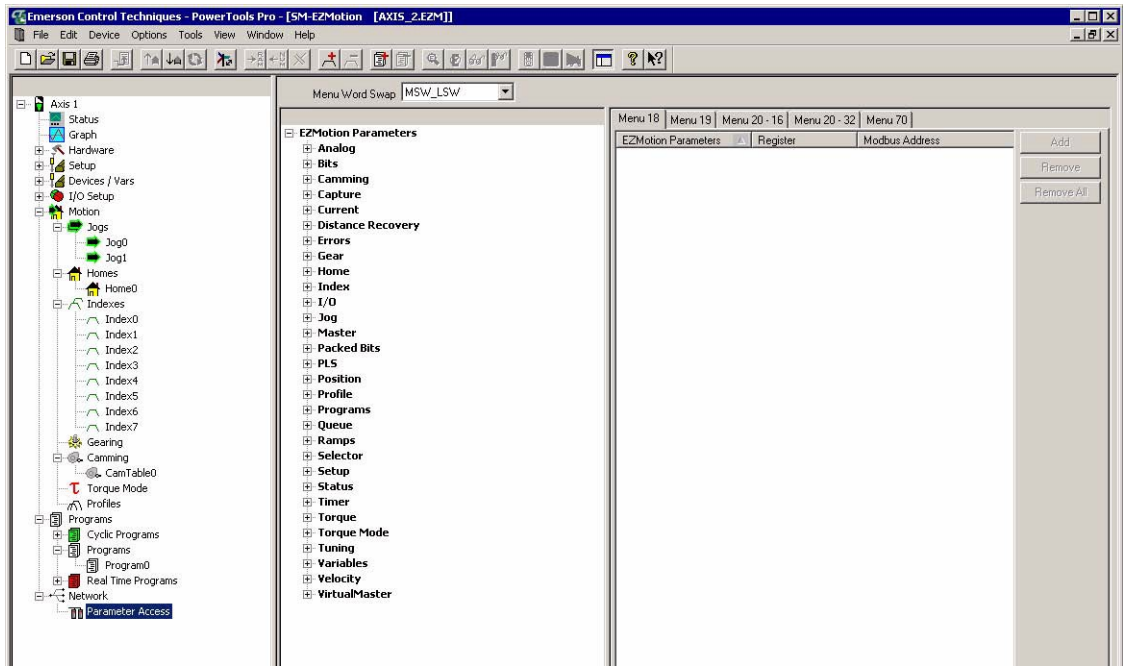 Emerson Control Techniques - PowerTools Pro - [SM-EZMotion [AXIS_2.EZM]]
File Edit Device Options Tools View Window Help
Menu Word Swap MSW_LSW
Axis 1
Status
Graph
Hardware
Setup
Devices / Vars
I/O Setup
Motion
Jogs
Jog0
Jog1
Homes
Home0
Indexes
Index0
Index1
Index2
Index3
Index4
Index5
Index6
Index7
Gearing
Camming
CamTable0
Torque Mode
Profiles
Programs
Cyclic Programs
Programs
Program0
Real Time Programs
Network
Parameter Access
EZMotion Parameters
Analog
Bits
Camming
Capture
Current
Distance Recovery
Errors
Gear
Home
Index
I/O
Jog
Master
Packed Bits
PLS
Position
Profile
Programs
Queue
Ramps
Selector
Setup
Status
Timer
Torque
Torque Mode
Tuning
Variables
Velocity
VirtualMaster
Menu 18 Menu 19 Menu 20 - 16 Menu 20 - 32 Menu 70
EZMotion Parameters Register Modbus Address
Add
Remove
Remove All